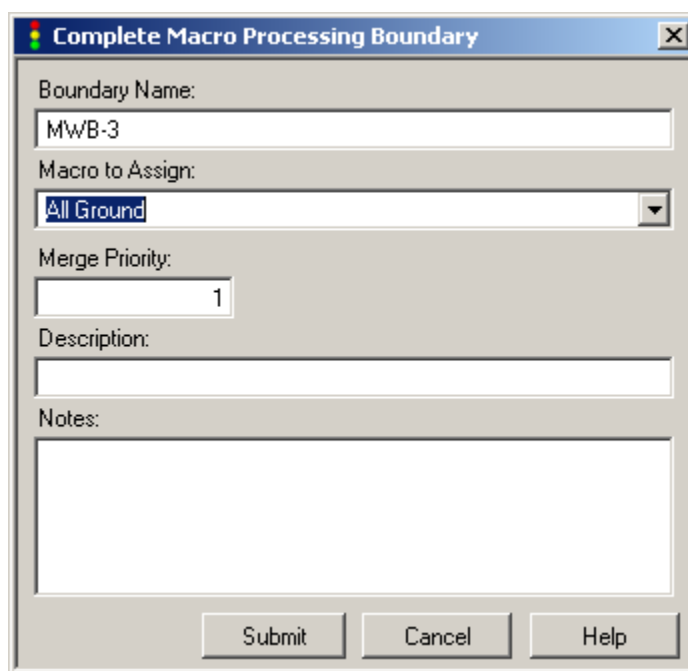 Complete Macro Processing Boundary
Boundary Name:
MWB-3
Macro to Assign:
All Ground
Merge Priority:
1
Description:
Notes:
Submit Cancel Help